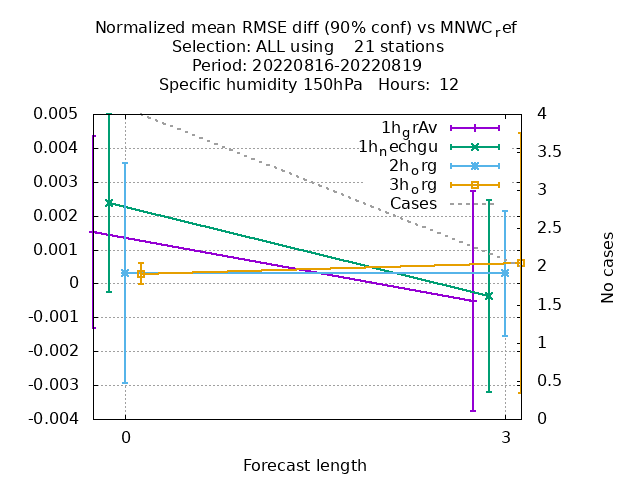 Normalized mean RMSE diff (90% conf) vs MNWC_ref
Selection: ALL using 21 stations
Period: 20220816-20220819
Specific humidity 150hPa Hours: 12
0.005
0.004
0.003
0.002
0.001
0
-0.001
-0.002
-0.003
-0.004
1h_grAv
1h_nechgu
2h_org
3h_org
Cases
4
3.5
3
2.5
2
1.5
1
0.5
0
No cases
0
3
Forecast length